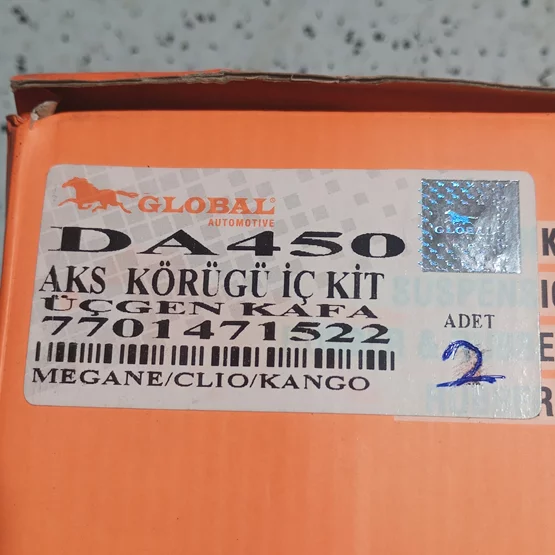 GLOBAL
AUTOMOTIVE
GLOBAL
DA450
AKS KÖRÜGÜ İÇ KİT
ÜÇGEN KAFA
7701471522
ADET
2
MEGANE/CLIO/KANGO